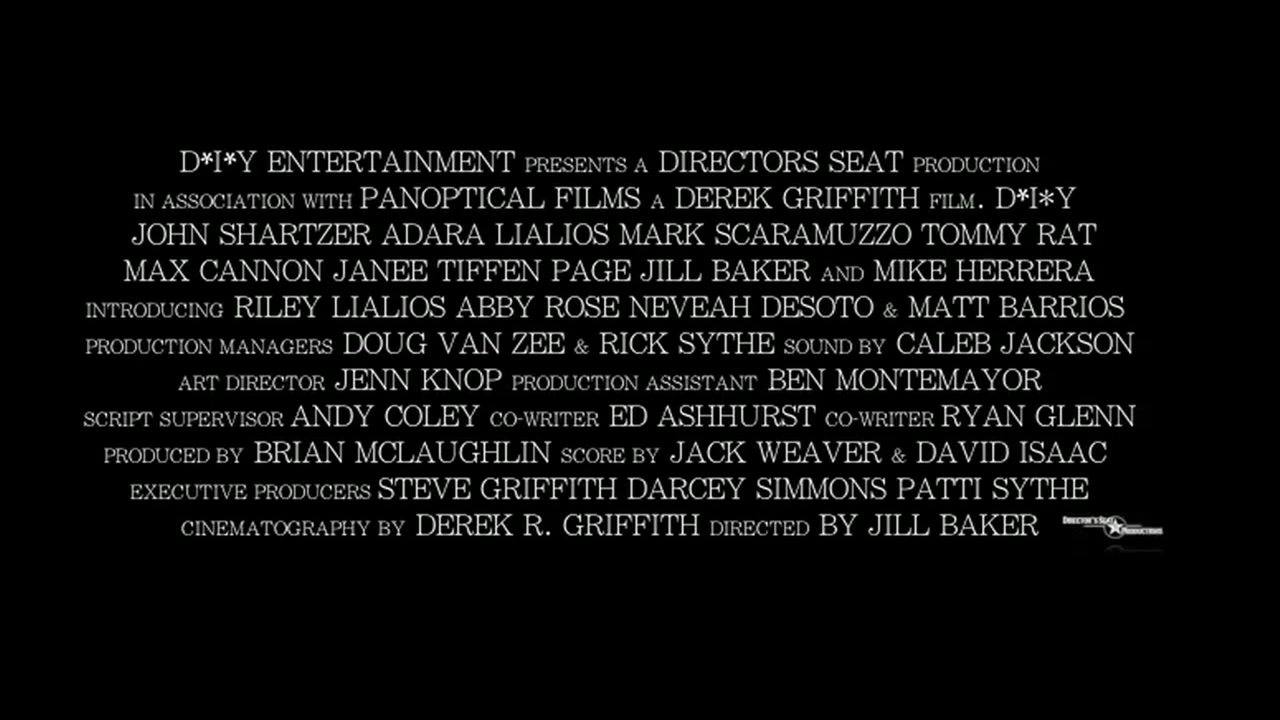 D*I*Y ENTERTAINMENT PRESENTS A DIRECTORS SEAT PRODUCTION
IN ASSOCIATION WITH PANOPTICAL FILMS A DEREK GRIFFITH FILM. D*I*Y
JOHN SHARTZER ADARA LIALIOS MARK SCARAMUZZO TOMMY RAT
MAX CANNON JANEE TIFFEN PAGE JILL BAKER AND MIKE HERRERA
INTRODUCING RILEY LIALIOS ABBY ROSE NEVEAH DESOTO & MATT BARRIOS
PRODUCTION MANAGERS DOUG VAN ZEE & RICK SYTHE SOUND BY CALEB JACKSON
ART DIRECTOR JENN KNOP PRODUCTION ASSISTANT BEN MONTEMAYOR
SCRIPT SUPERVISOR ANDY COLEY CO-WRITER ED ASHHURST CO-WRITER RYAN GLENN
PRODUCED BY BRIAN MCLAUGHLIN SCORE BY JACK WEAVER & DAVID ISAAC
EXECUTIVE PRODUCERS STEVE GRIFFITH DARCEY SIMMONS PATTI SYTHE
CINEMATOGRAPHY BY DEREK R. GRIFFITH DIRECTED BY JILL BAKER
DIRECTOR'S SEAT
PRODUCTIONS